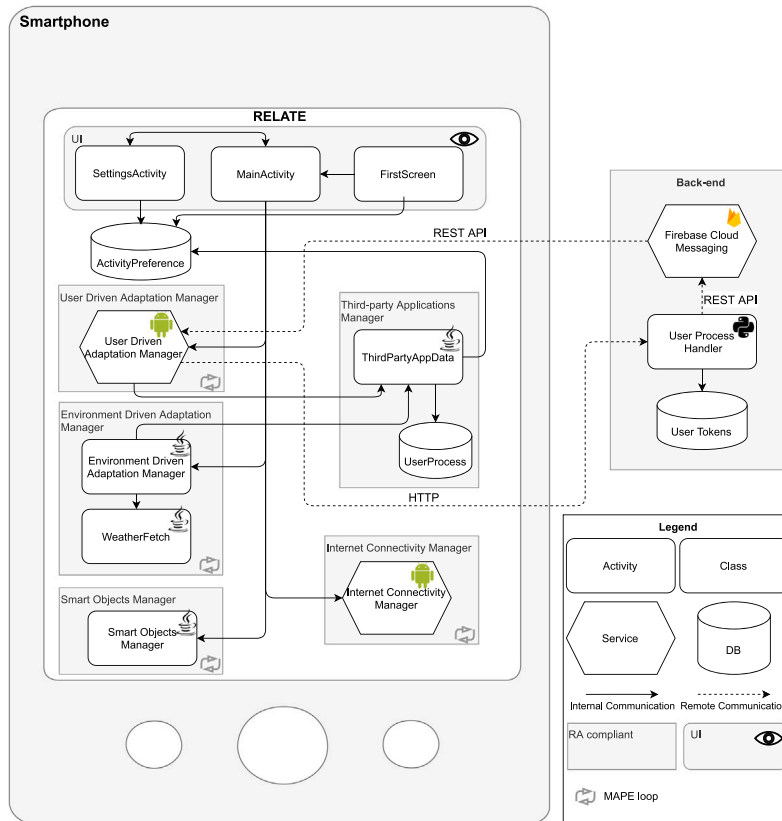 Smartphone
RELATE
UI
SettingsActivity
MainActivity
FirstScreen
ActivityPreference
REST API
User Driven Adaptation Manager
User Driven
Adaptation Manager
Third-party Applications
Manager
ThirdPartyAppData
UserProcess
Environment Driven Adaptation
Manager
Environment Driven
Adaptation Manager
WeatherFetch
HTTP
Internet Connectivity Manager
Internet Connectivity
Manager
Smart Objects Manager
Smart Objects
Manager
Back-end
Firebase Cloud
Messaging
REST API
User Process
Handler
User Tokens
Legend
Activity
Class
Service
DB
Internal Communication
Remote Communication
RA compliant
UI
MAPE loop